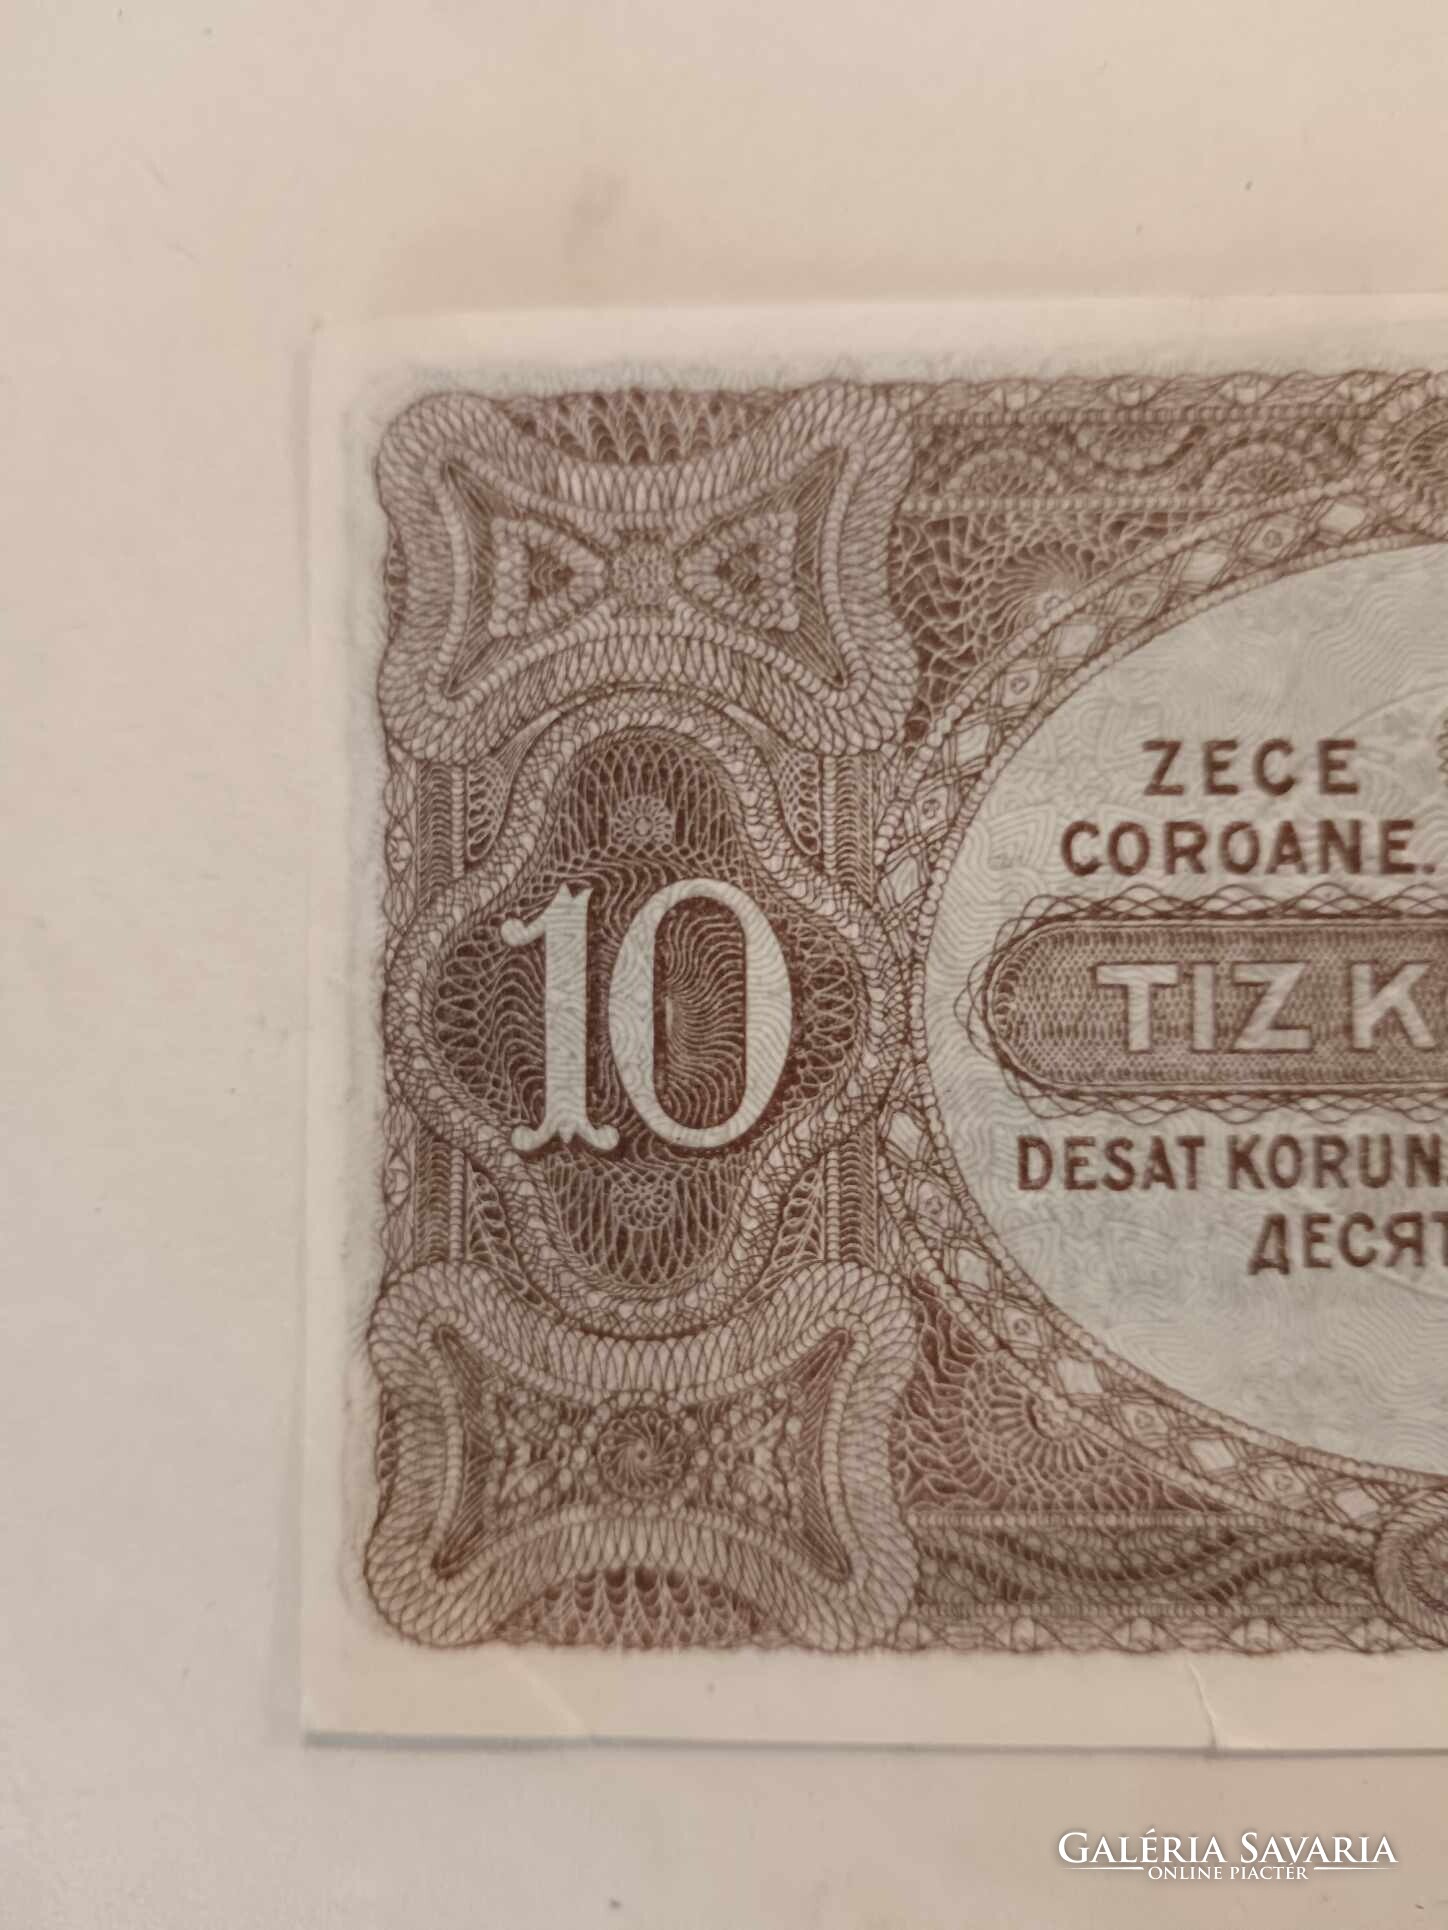 10
ZECE
COROANE.
TIZ K
DESAT KORUN
ДЕСЯТ
GALÉRIA SAVARIA
ONLINE PIACTÉR